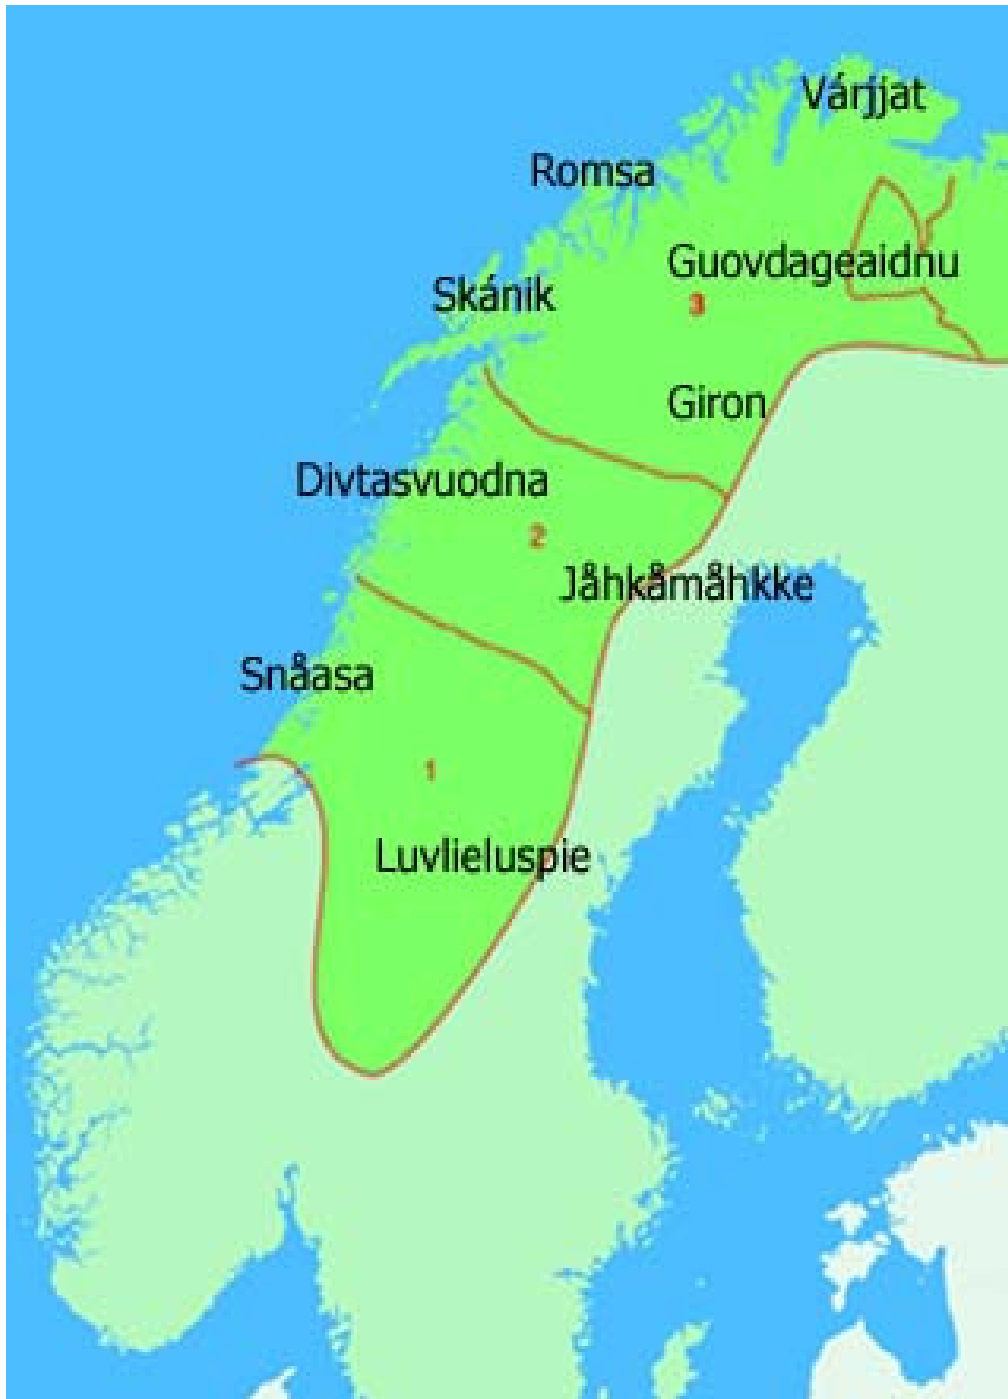 Várjjat
Romsa
Guovdageaidnu
Skánik
3
Giron
Divtasvuodna
2
Jåhkåmåhkke
Snåasa
1
Luvlieluspie